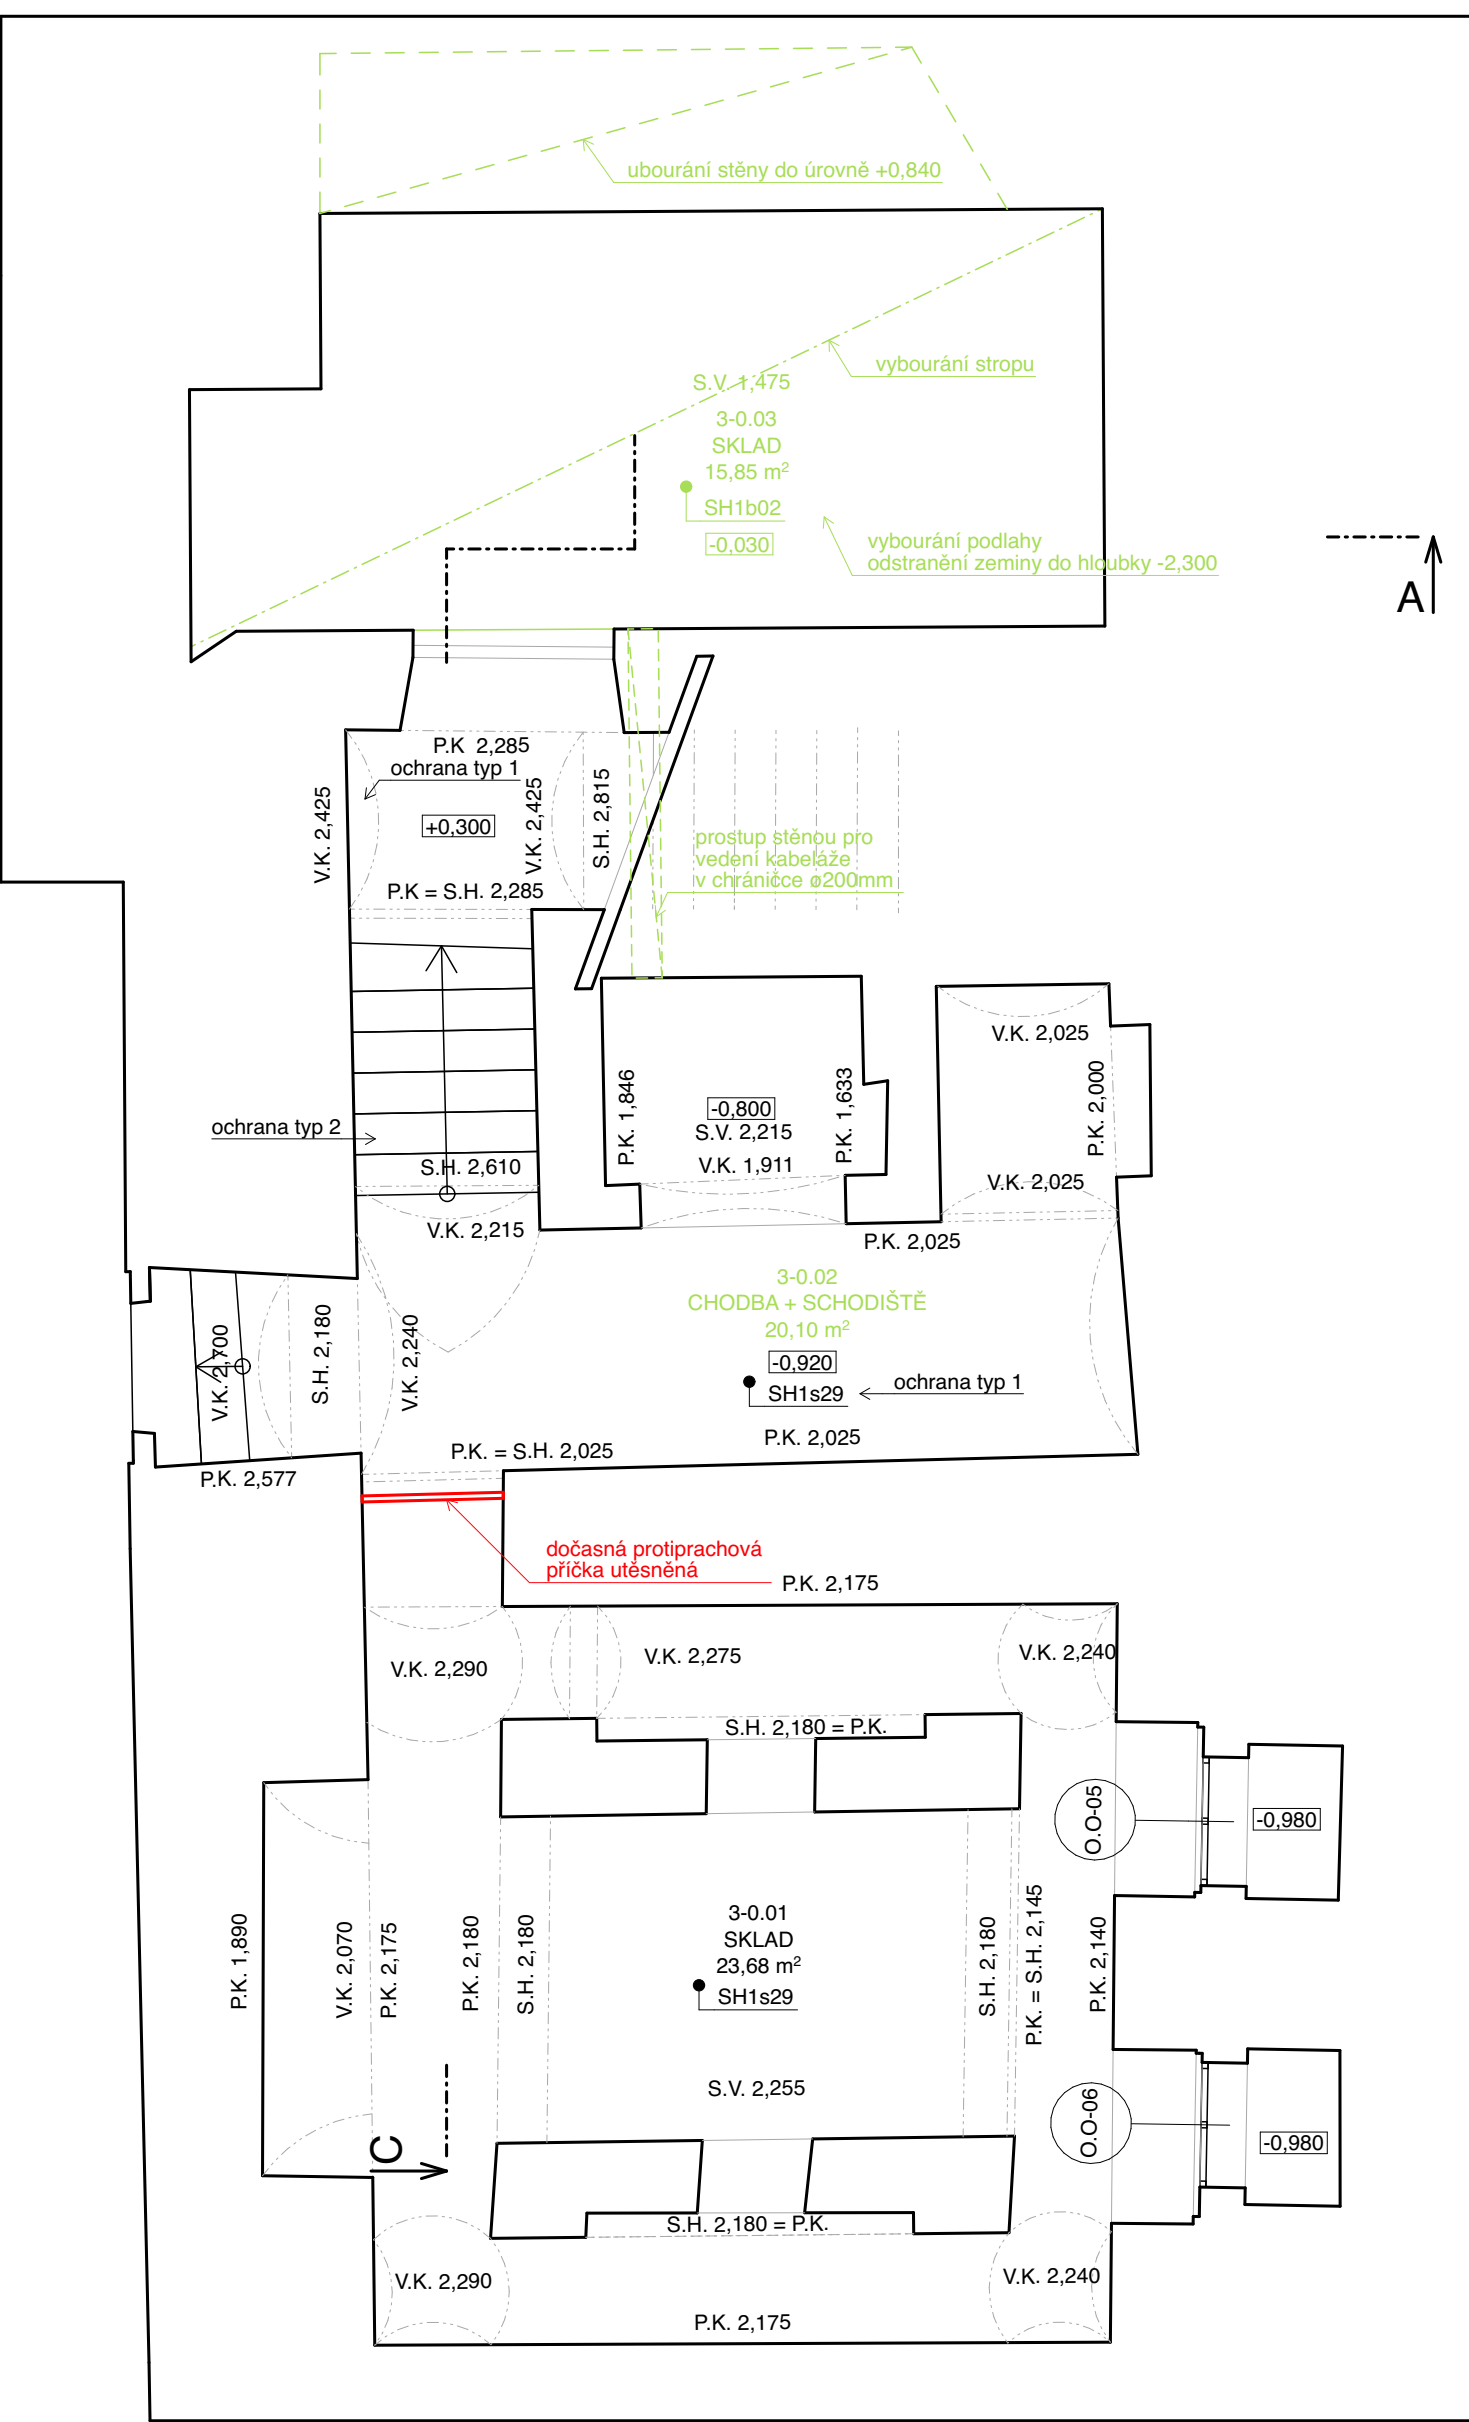 ubourání stěny do úrovně +0,840
vybourání stropu
S.V. 1,475
3-0.03
SKLAD
15,85 m²
SH1b02
-0,030
vybourání podlahy
odstranění zeminy do hloubky -2,300
A
P.K 2,285
ochrana typ 1
V.K. 2,425
+0,300
V.K. 2,425
S.H. 2,815
P.K = S.H. 2,285
prostup stěnou pro
vedení kabeláže
v chráničce ø200mm
V.K. 2,025
P.K. 1,846
-0,800
S.V. 2,215
V.K. 1,911
P.K. 1,633
P.K. 2,000
ochrana typ 2
S.H. 2,610
V.K. 2,025
V.K. 2,215
P.K. 2,025
3-0.02
CHODBA + SCHODIŠTĚ
20,10 m²
-0,920
SH1s29
ochrana typ 1
V.K. 2,700
S.H. 2,180
V.K. 2,240
P.K. 2,025
P.K. = S.H. 2,025
P.K. 2,577
dočasná protiprachová
příčka utěsněná
P.K. 2,175
V.K. 2,290
V.K. 2,275
V.K. 2,240
S.H. 2,180 = P.K.
O.O-05
-0,980
P.K. 1,890
V.K. 2,070
P.K. 2,175
P.K. 2,180
S.H. 2,180
3-0.01
SKLAD
23,68 m²
SH1s29
S.H. 2,180
P.K. = S.H. 2,145
P.K. 2,140
S.V. 2,255
C
O.O-06
-0,980
S.H. 2,180 = P.K.
V.K. 2,290
V.K. 2,240
P.K. 2,175